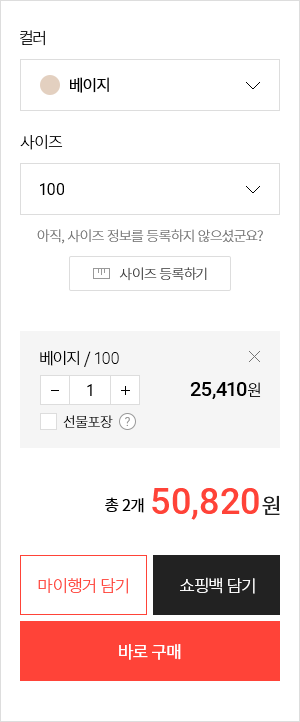 컬러
베이지
사이즈
100
아직, 사이즈 정보를 등록하지 않으셨군요?
사이즈 등록하기
베이지 / 100
- 1 + 25,410원
선물포장 ?
총 2개 50,820원
마이행거 담기 쇼핑백 담기
바로 구매